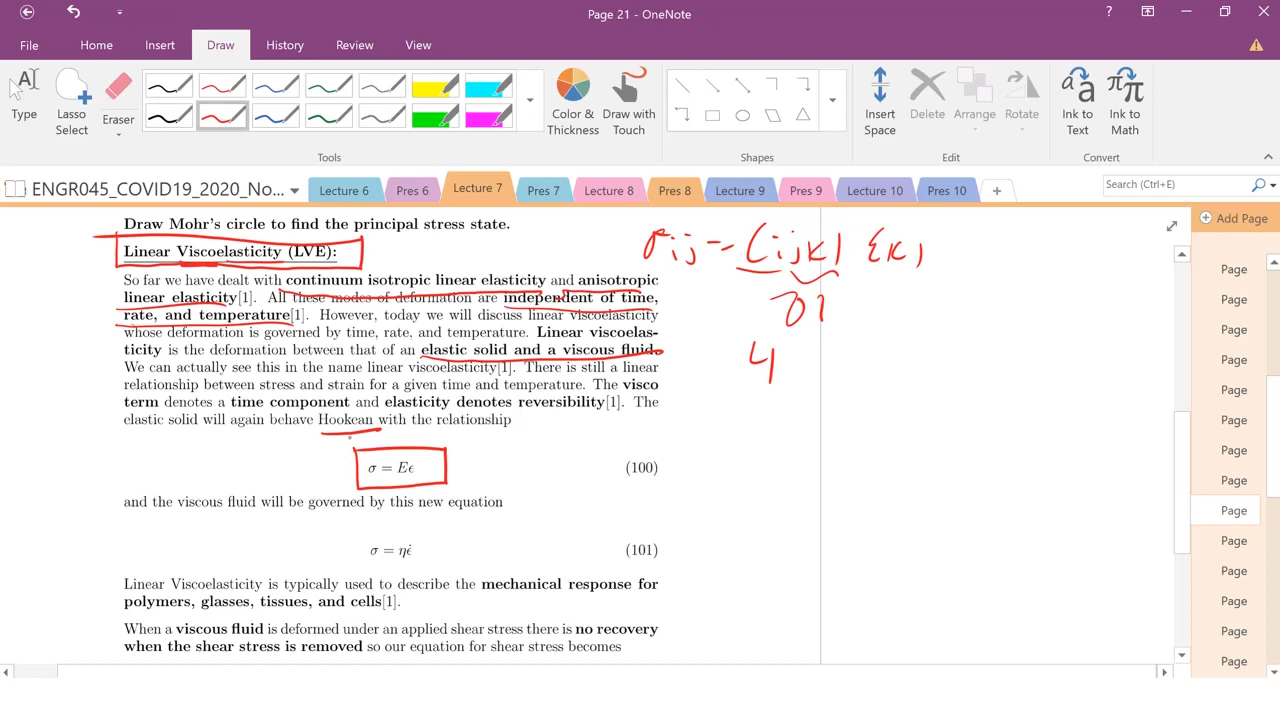 Page 21 - OneNote
File Home Insert Draw History Review View
Type
Lasso Select
Eraser
Color & Thickness
Draw with Touch
Insert Space
Delete
Arrange
Rotate
Ink to Text
Ink to Math
Tools
Shapes
Edit
Convert
ENGR045_COVID19_2020_No...
Lecture 6 Pres 6 Lecture 7 Pres 7 Lecture 8 Pres 8 Lecture 9 Pres 9 Lecture 10 Pres 10
Search (Ctrl+E)
Add Page
Draw Mohr's circle to find the principal stress state.
Linear Viscoelasticity (LVE):
So far we have dealt with continuum isotropic linear elasticity and anisotropic
linear elasticity[1]. All these modes of deformation are independent of time,
rate, and temperature[1]. However, today we will discuss linear viscoelasticity
whose deformation is governed by time, rate, and temperature. Linear viscoelas-
ticity is the deformation between that of an elastic solid and a viscous fluid.
We can actually see this in the name linear viscoelasticity[1]. There is still a linear
relationship between stress and strain for a given time and temperature. The visco
term denotes a time component and elasticity denotes reversibility[1]. The
elastic solid will again behave Hookean with the relationship
σ = Eϵ (100)
and the viscous fluid will be governed by this new equation
σ = ηϵ̇ (101)
Linear Viscoelasticity is typically used to describe the mechanical response for
polymers, glasses, tissues, and cells[1].
When a viscous fluid is deformed under an applied shear stress there is no recovery
when the shear stress is removed so our equation for shear stress becomes
4
Page
Page
Page
Page
Page
Page
Page
Page
Page
Page
Page
Page
Page
Page